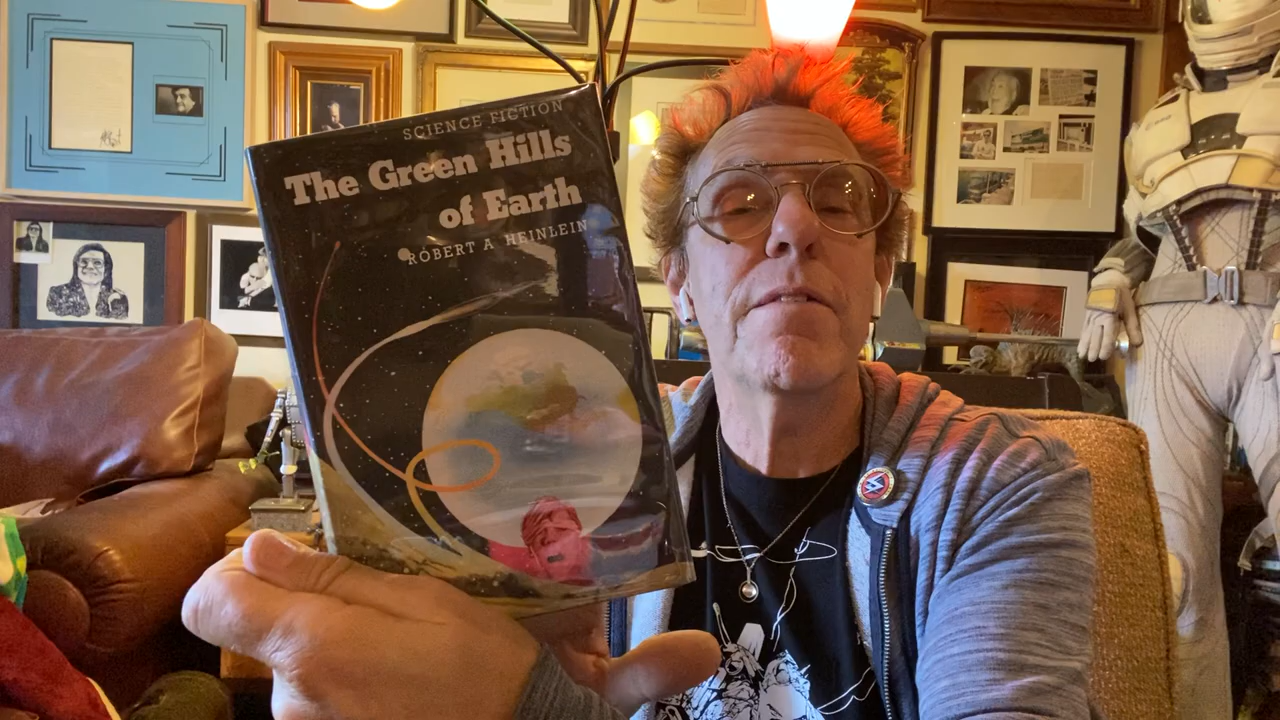 SCIENCE FICTION
The Green Hills
of Earth
ROBERT A. HEINLEIN